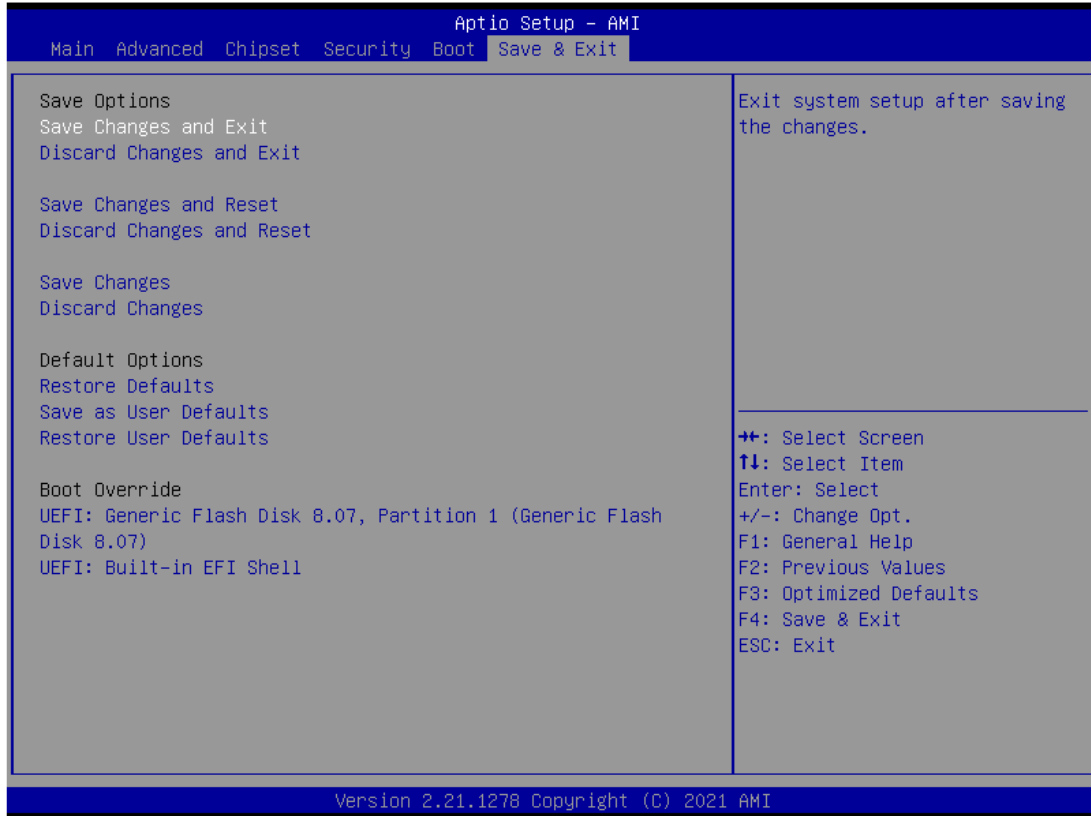 Aptio Setup – AMI
Main Advanced Chipset Security Boot Save & Exit
Save Options
Save Changes and Exit
Discard Changes and Exit
Save Changes and Reset
Discard Changes and Reset
Save Changes
Discard Changes
Default Options
Restore Defaults
Save as User Defaults
Restore User Defaults
Boot Override
UEFI: Generic Flash Disk 8.07, Partition 1 (Generic Flash
Disk 8.07)
UEFI: Built-in EFI Shell
Exit system setup after saving
the changes.
→←: Select Screen
↑↓: Select Item
Enter: Select
+/-: Change Opt.
F1: General Help
F2: Previous Values
F3: Optimized Defaults
F4: Save & Exit
ESC: Exit
Version 2.21.1278 Copyright (C) 2021 AMI